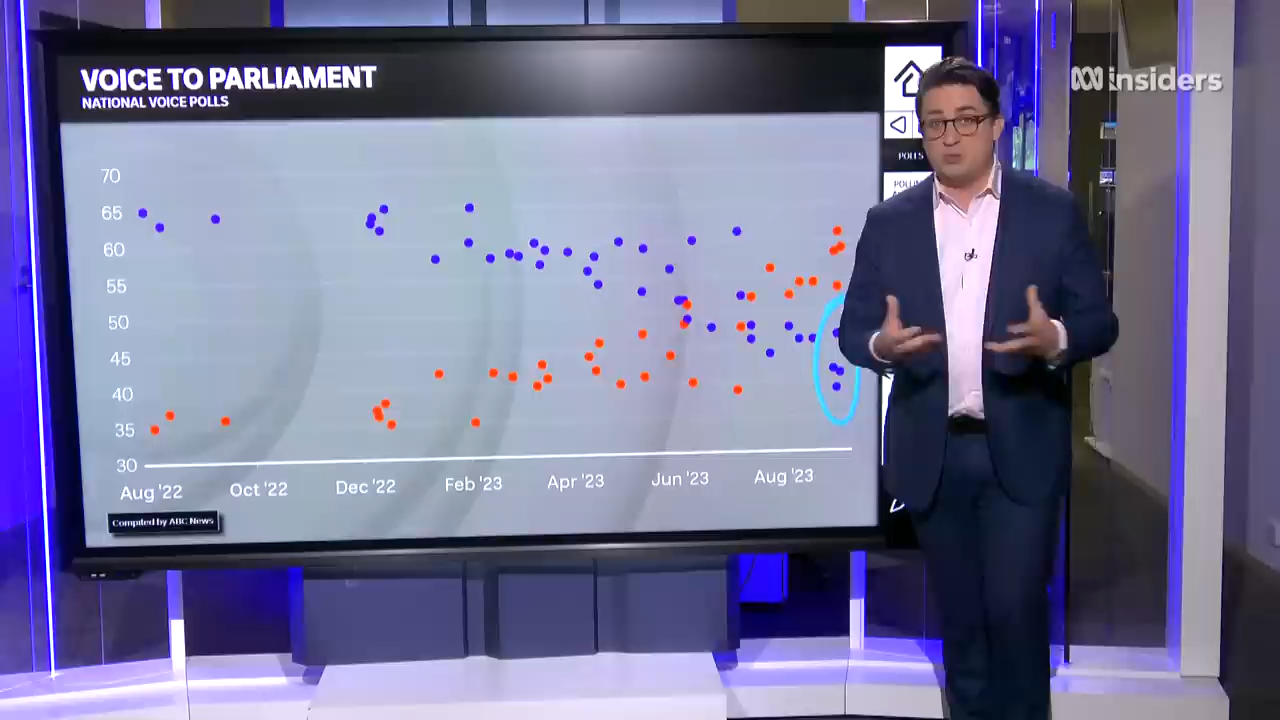 VOICE TO PARLIAMENT
NATIONAL VOICE POLLS
insiders
POLLS
70
65
60
55
50
45
40
35
30
Aug '22
Oct '22
Dec '22
Feb '23
Apr '23
Jun '23
Aug '23
Compiled by ABC News